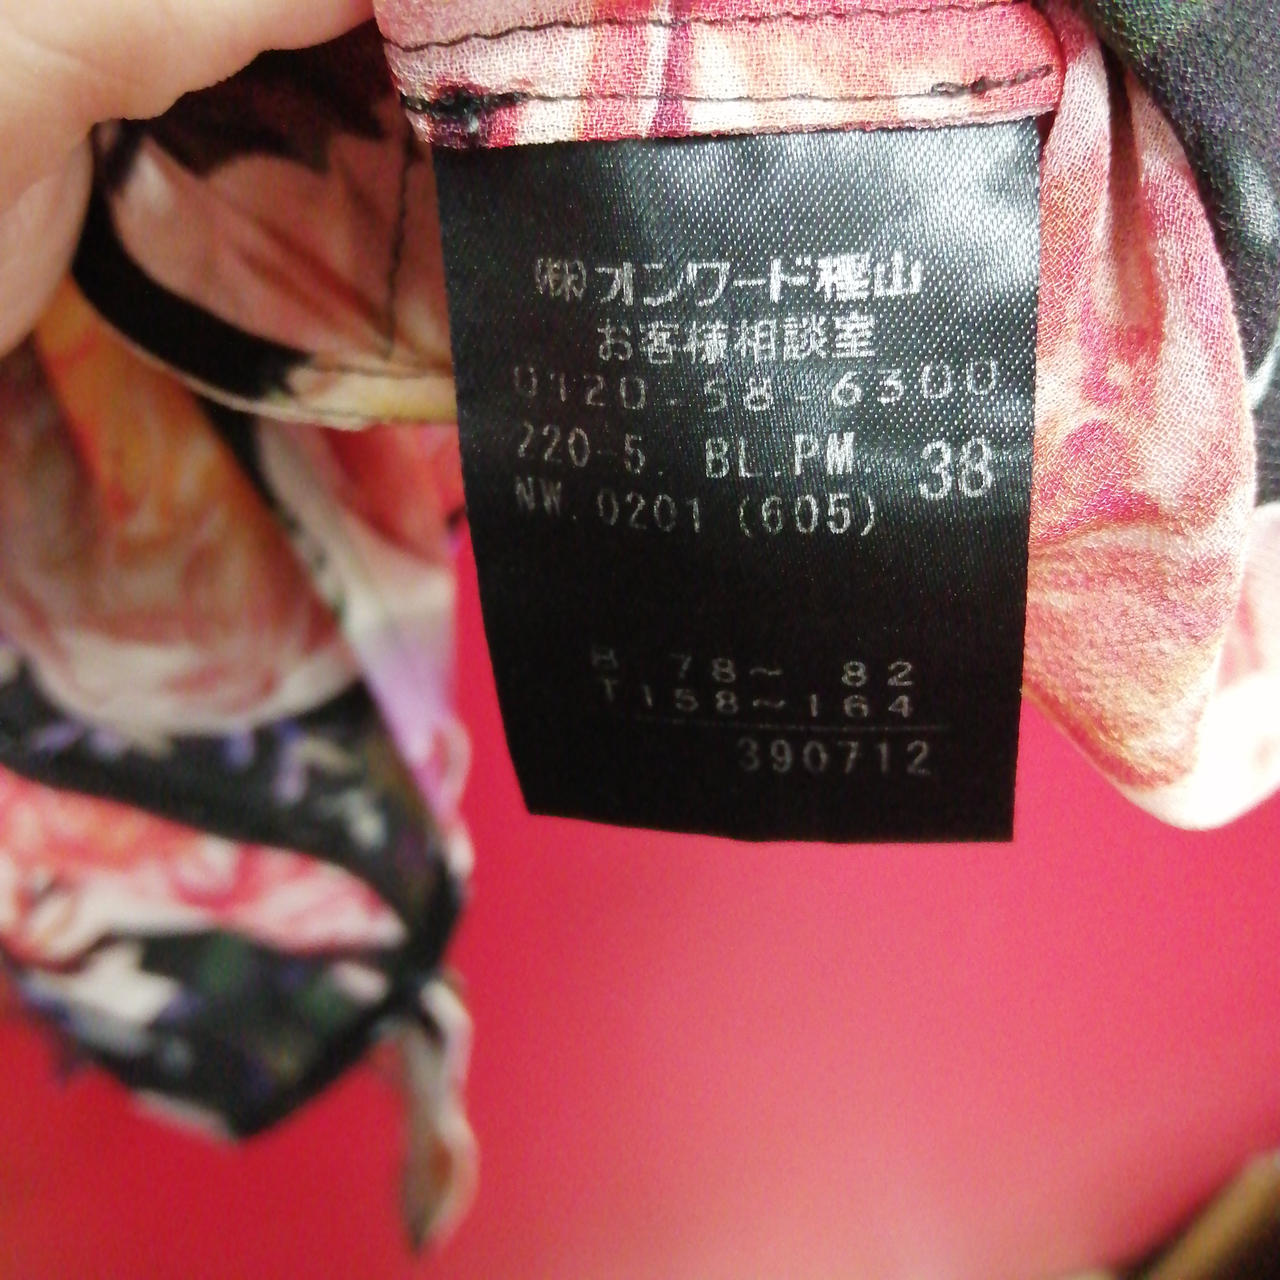 ㈱オンワード樫山
お客様相談室
0120-58-6300
220-5. BL.PM. 38
NW.0201 (605)
B 78～ 82
T158～164
390712